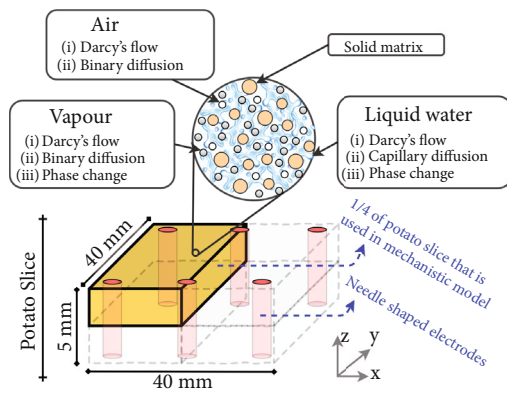 Air
(i) Darcy's flow
(ii) Binary diffusion
Solid matrix
Vapour
(i) Darcy's flow
(ii) Binary diffusion
(iii) Phase change
Liquid water
(i) Darcy's flow
(ii) Capillary diffusion
(iii) Phase change
Potato Slice
40 mm
5 mm
40 mm
1/4 of potato slice that is
used in mechanistic model
Needle shaped electrodes
z
y
x